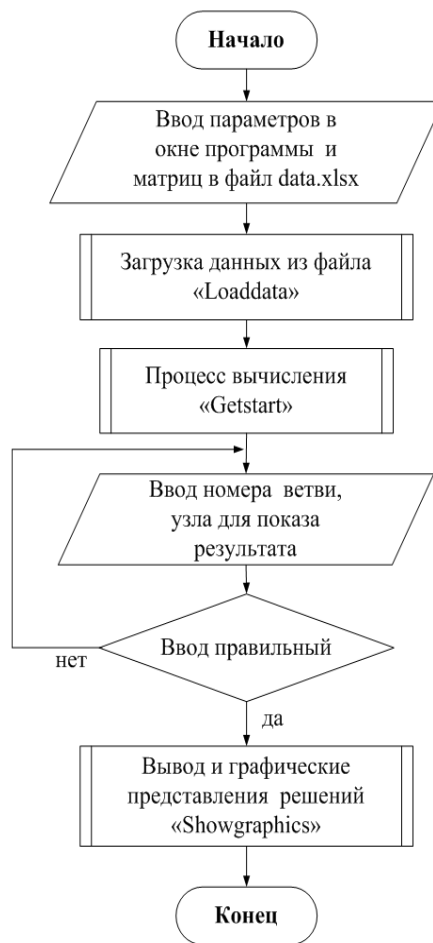 Начало
Ввод параметров в
окне программы и
матриц в файл data.xlsx
Загрузка данных из файла
«Loaddata»
Процесс вычисления
«Getstart»
Ввод номера ветви,
узла для показа
результата
Ввод правильный
нет
да
Вывод и графические
представления решений
«Showgraphics»
Конец